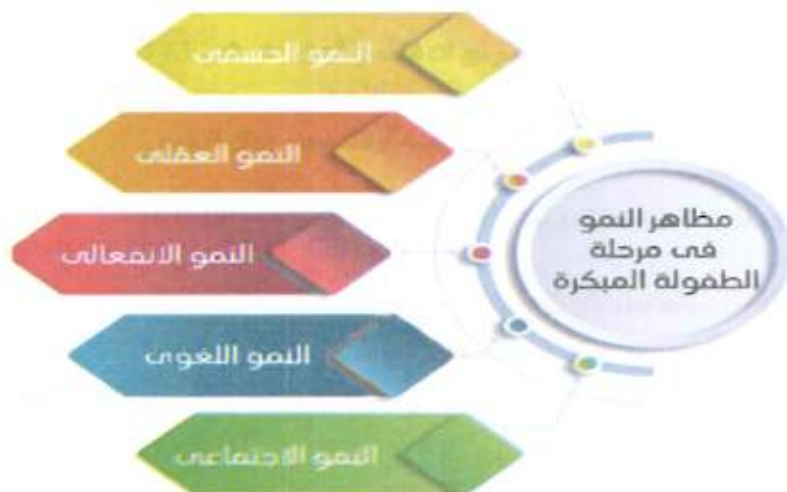 مظاهر النمو
فى مرحلة
الطفولة المبكرة
النمو الجسمى
النمو العقلى
النمو الانفعالى
النمو اللغوى
النمو الاجتماعى